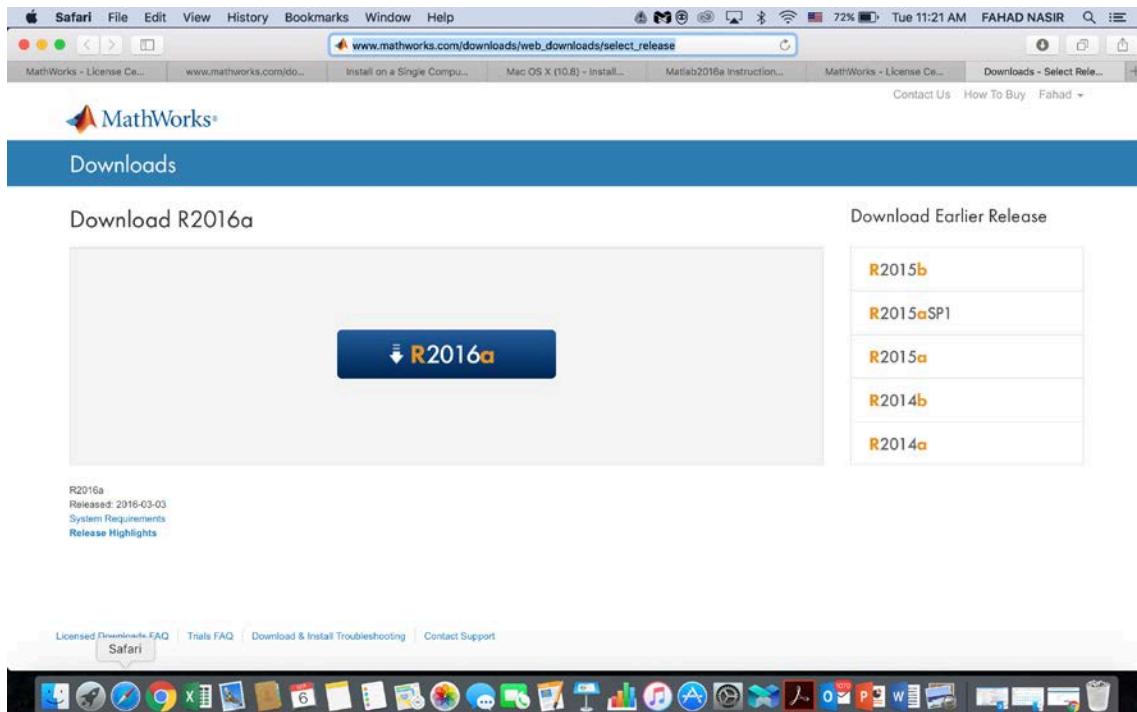 Safari File Edit View History Bookmarks Window Help 72% Tue 11:21 AM FAHAD NASIR
www.mathworks.com/downloads/web_downloads/select_release
MathWorks - License Ce... www.mathworks.com/do... Install on a Single Compu... Mac OS X (10.8) - Install... Matlab2016a Instruction... MathWorks - License Ce... Downloads - Select Rele...
Contact Us How To Buy Fahad
MathWorks®
Downloads
Download R2016a
Download Earlier Release
R2015b
R2015aSP1
R2016a
R2015a
R2014b
R2014a
R2016a
Released: 2016-03-03
System Requirements
Release Highlights
Licensed Downloads FAQ Trials FAQ Download & Install Troubleshooting Contact Support
Safari
6